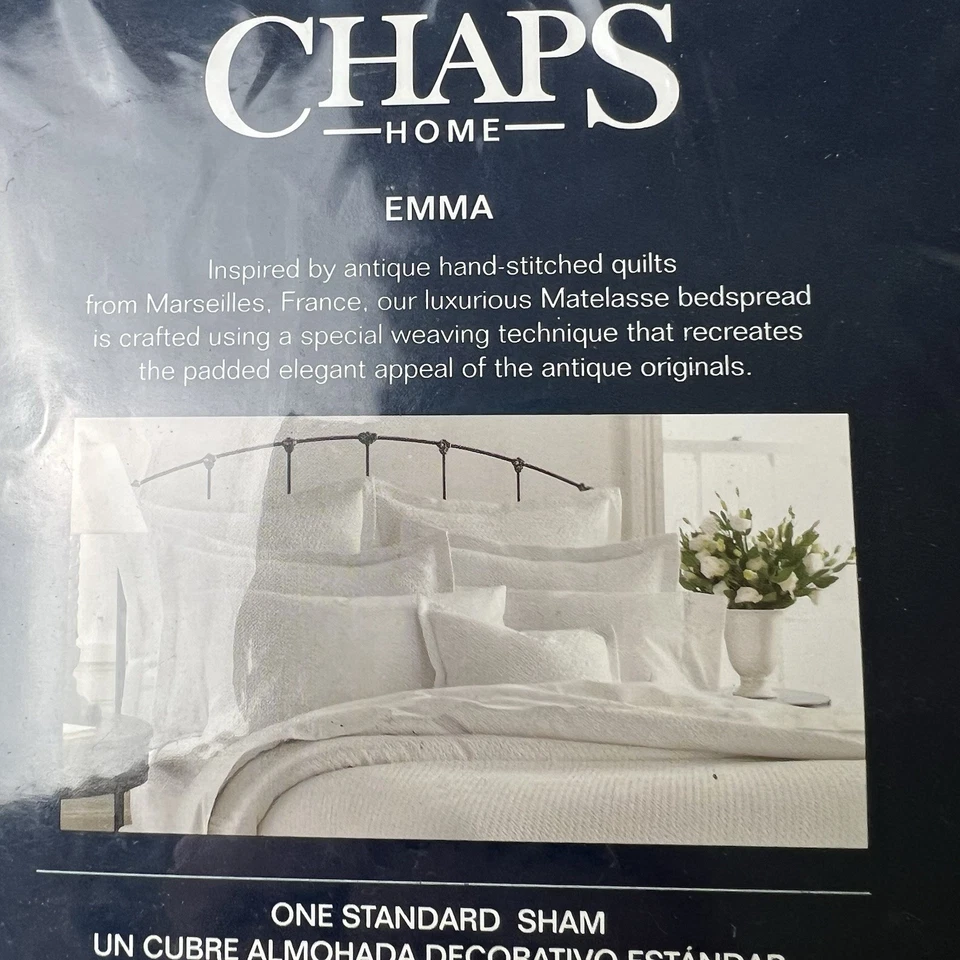 CHAPS
HOME
EMMA
Inspired by antique hand-stitched quilts
from Marseilles, France, our luxurious Matelasse bedspread
is crafted using a special weaving technique that recreates
the padded elegant appeal of the antique originals.
ONE STANDARD SHAM
UN CUBRE ALMOHADA DECORATIVO ESTÁNDAR